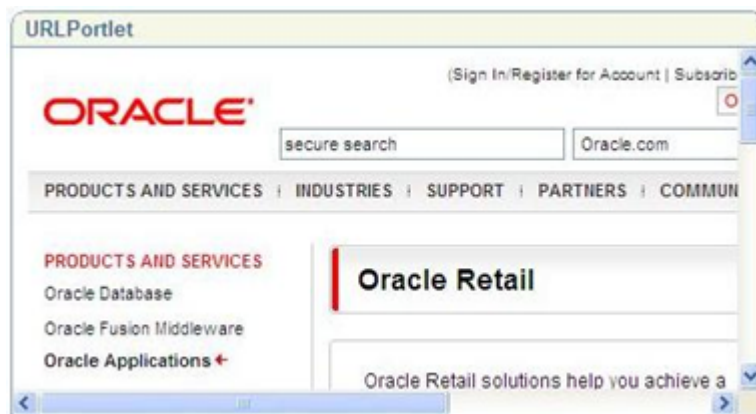 URLPortlet
(Sign In/Register for Account | Subscrib
ORACLE
O
secure search
Oracle.com
PRODUCTS AND SERVICES INDUSTRIES SUPPORT PARTNERS COMMUN
PRODUCTS AND SERVICES
Oracle Database
Oracle Fusion Middleware
Oracle Applications
Oracle Retail
Oracle Retail solutions help you achieve a